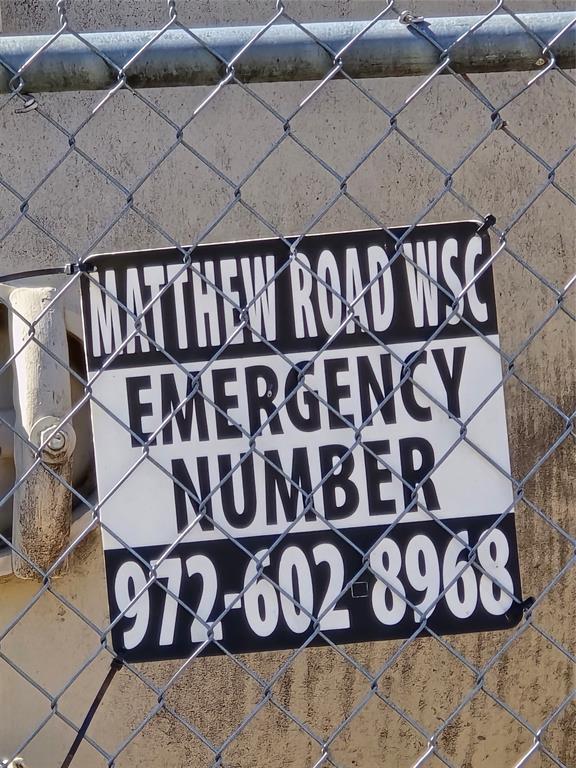 MATTHEW ROAD WSC
EMERGENCY
NUMBER
972-602-8968